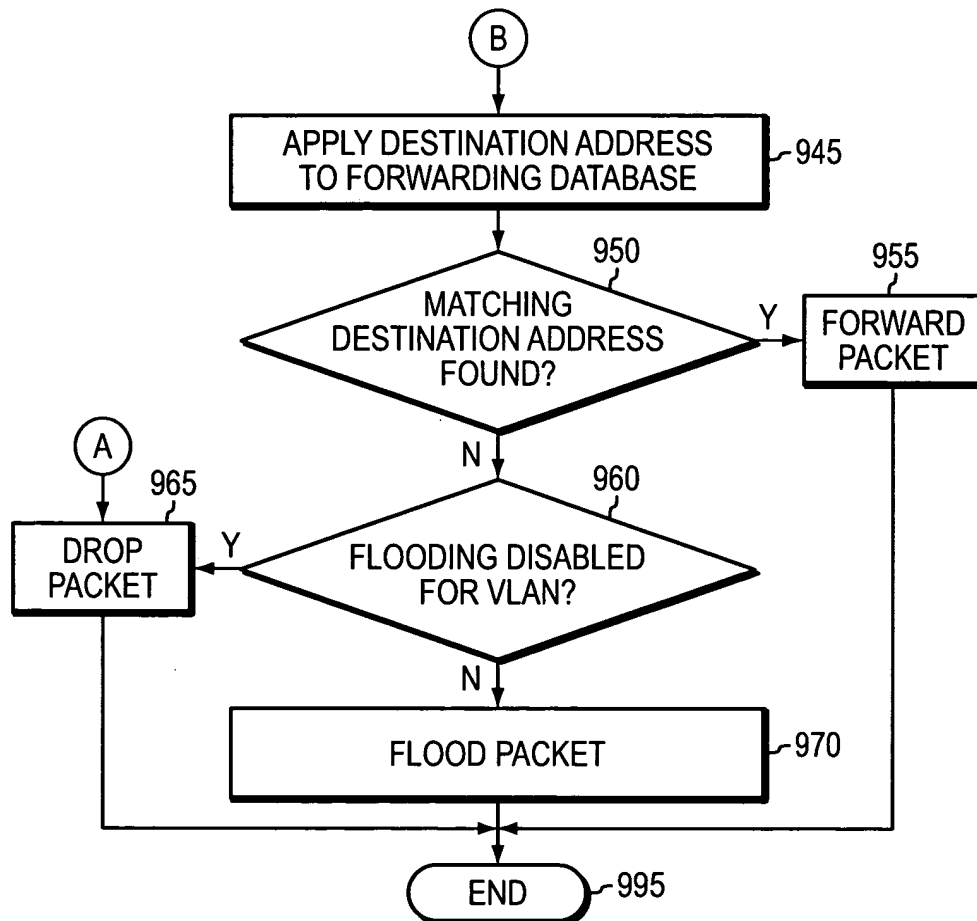 B
APPLY DESTINATION ADDRESS
TO FORWARDING DATABASE
945
950
MATCHING
DESTINATION ADDRESS
FOUND?
Y
955
FORWARD
PACKET
N
A
965
DROP
PACKET
Y
960
FLOODING DISABLED
FOR VLAN?
N
FLOOD PACKET
970
END
995